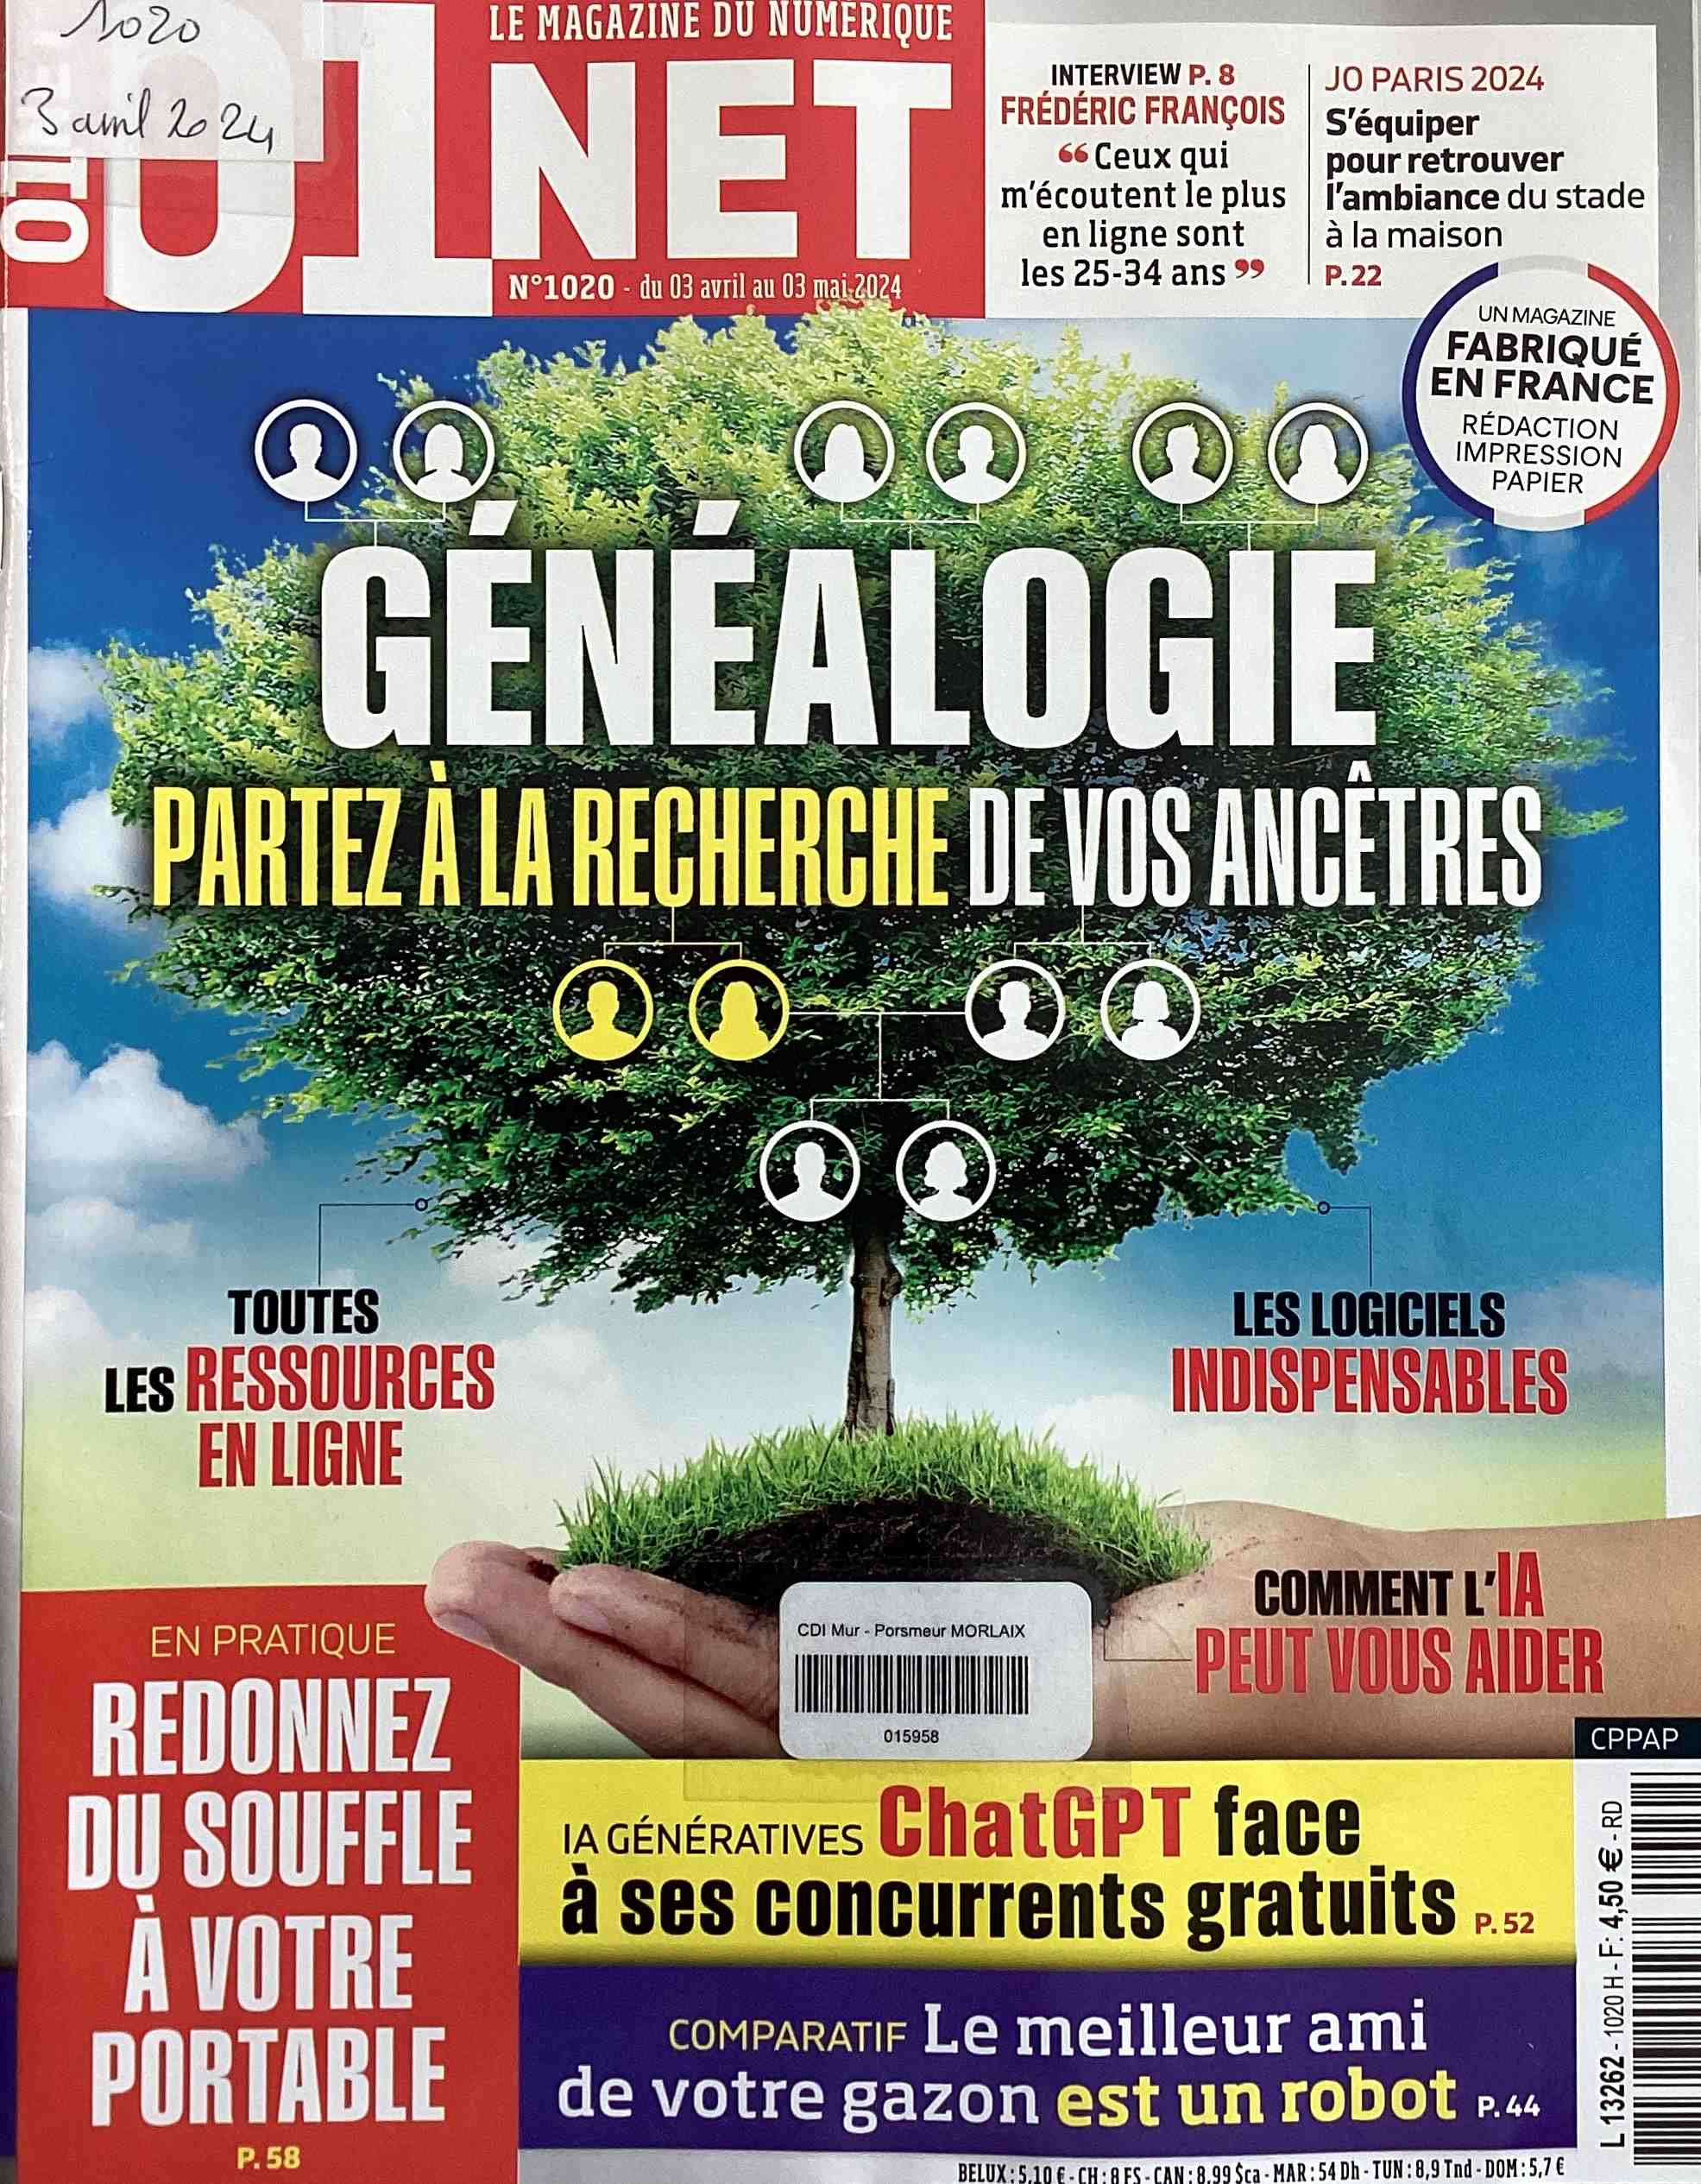 1020
3 avril 2024
LE MAGAZINE DU NUMÉRIQUE
01NET
N°1020 - du 03 avril au 03 mai 2024
INTERVIEW P. 8
FRÉDÉRIC FRANÇOIS
“ Ceux qui
m'écoutent le plus
en ligne sont
les 25-34 ans ”
JO PARIS 2024
S'équiper
pour retrouver
l'ambiance du stade
à la maison
P.22
UN MAGAZINE
FABRIQUÉ
EN FRANCE
RÉDACTION
IMPRESSION
PAPIER
GÉNÉALOGIE
PARTEZ À LA RECHERCHE DE VOS ANCÊTRES
TOUTES
LES RESSOURCES
EN LIGNE
LES LOGICIELS
INDISPENSABLES
COMMENT L'IA
PEUT VOUS AIDER
CDI Mur - Porsmeur MORLAIX
015958
EN PRATIQUE
REDONNEZ
DU SOUFFLE
À VOTRE
PORTABLE
P. 58
IA GÉNÉRATIVES ChatGPT face
à ses concurrents gratuits P. 52
COMPARATIF Le meilleur ami
de votre gazon est un robot P. 44
CPPAP
L 13262 - 1020 H - F: 4,50 € - RD
BELUX : 5,10 € - CH : 8 FS - CAN : 8,99 $ca - MAR : 54 Dh - TUN : 8,9 Tnd - DOM : 5,7 €